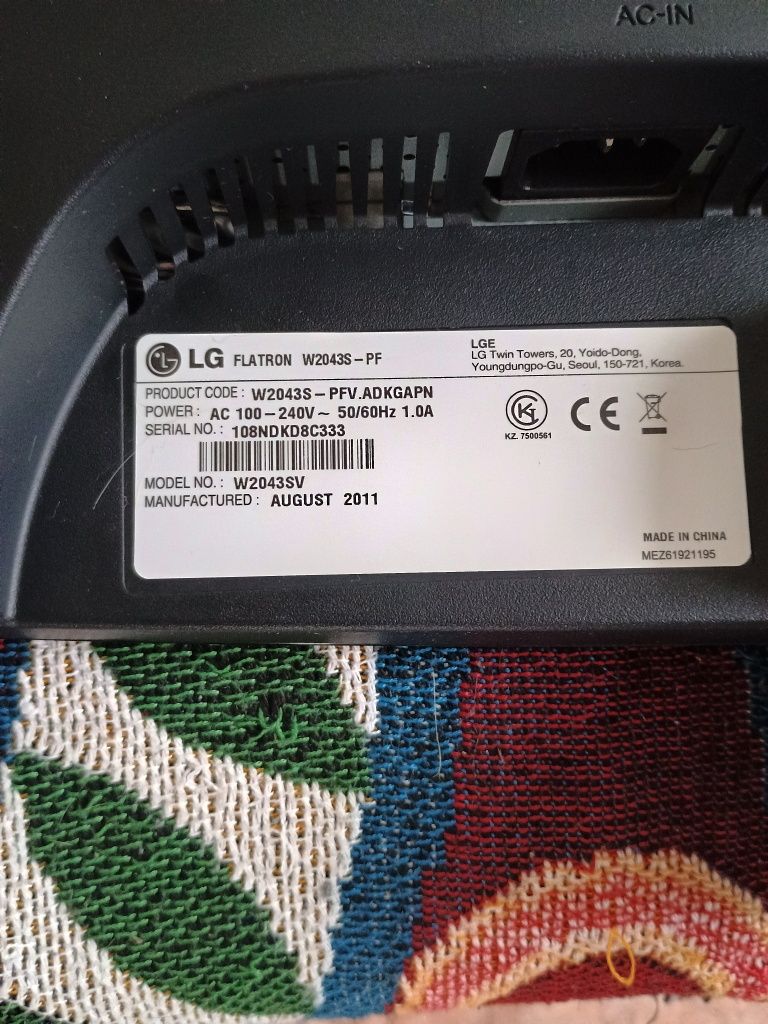 AC-IN
LG FLATRON W2043S-PF
LGE
LG Twin Towers, 20, Yoido-Dong,
Youngdungpo-Gu, Seoul, 150-721, Korea.
PRODUCT CODE : W2043S-PFV.ADKGAPN
POWER : AC 100-240V~ 50/60Hz 1.0A
SERIAL NO. : 108NDKD8C333
KZ. 7500561
CE
MODEL NO. : W2043SV
MANUFACTURED : AUGUST 2011
MADE IN CHINA
MEZ61921195